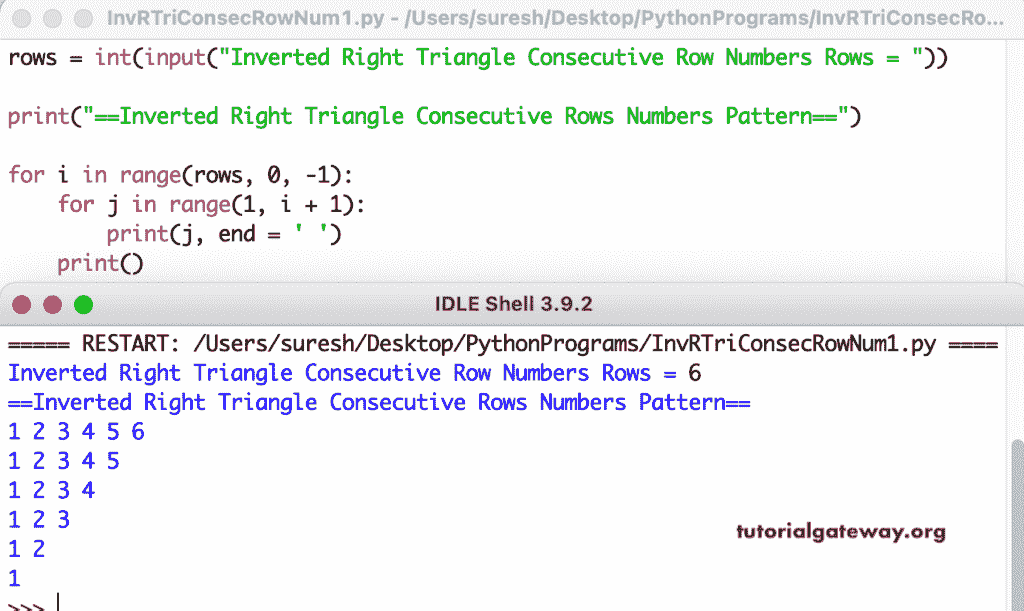 InvRTriConsecRowNum1.py - /Users/suresh/Desktop/PythonPrograms/InvRTriConsecRo...
rows = int(input("Inverted Right Triangle Consecutive Row Numbers Rows = "))
print("==Inverted Right Triangle Consecutive Rows Numbers Pattern==")
for i in range(rows, 0, -1):
    for j in range(1, i + 1):
        print(j, end = ' ')
    print()
IDLE Shell 3.9.2
===== RESTART: /Users/suresh/Desktop/PythonPrograms/InvRTriConsecRowNum1.py ====
Inverted Right Triangle Consecutive Row Numbers Rows = 6
==Inverted Right Triangle Consecutive Rows Numbers Pattern==
1 2 3 4 5 6
1 2 3 4 5
1 2 3 4
1 2 3
1 2
1
>>>
tutorialgateway.org